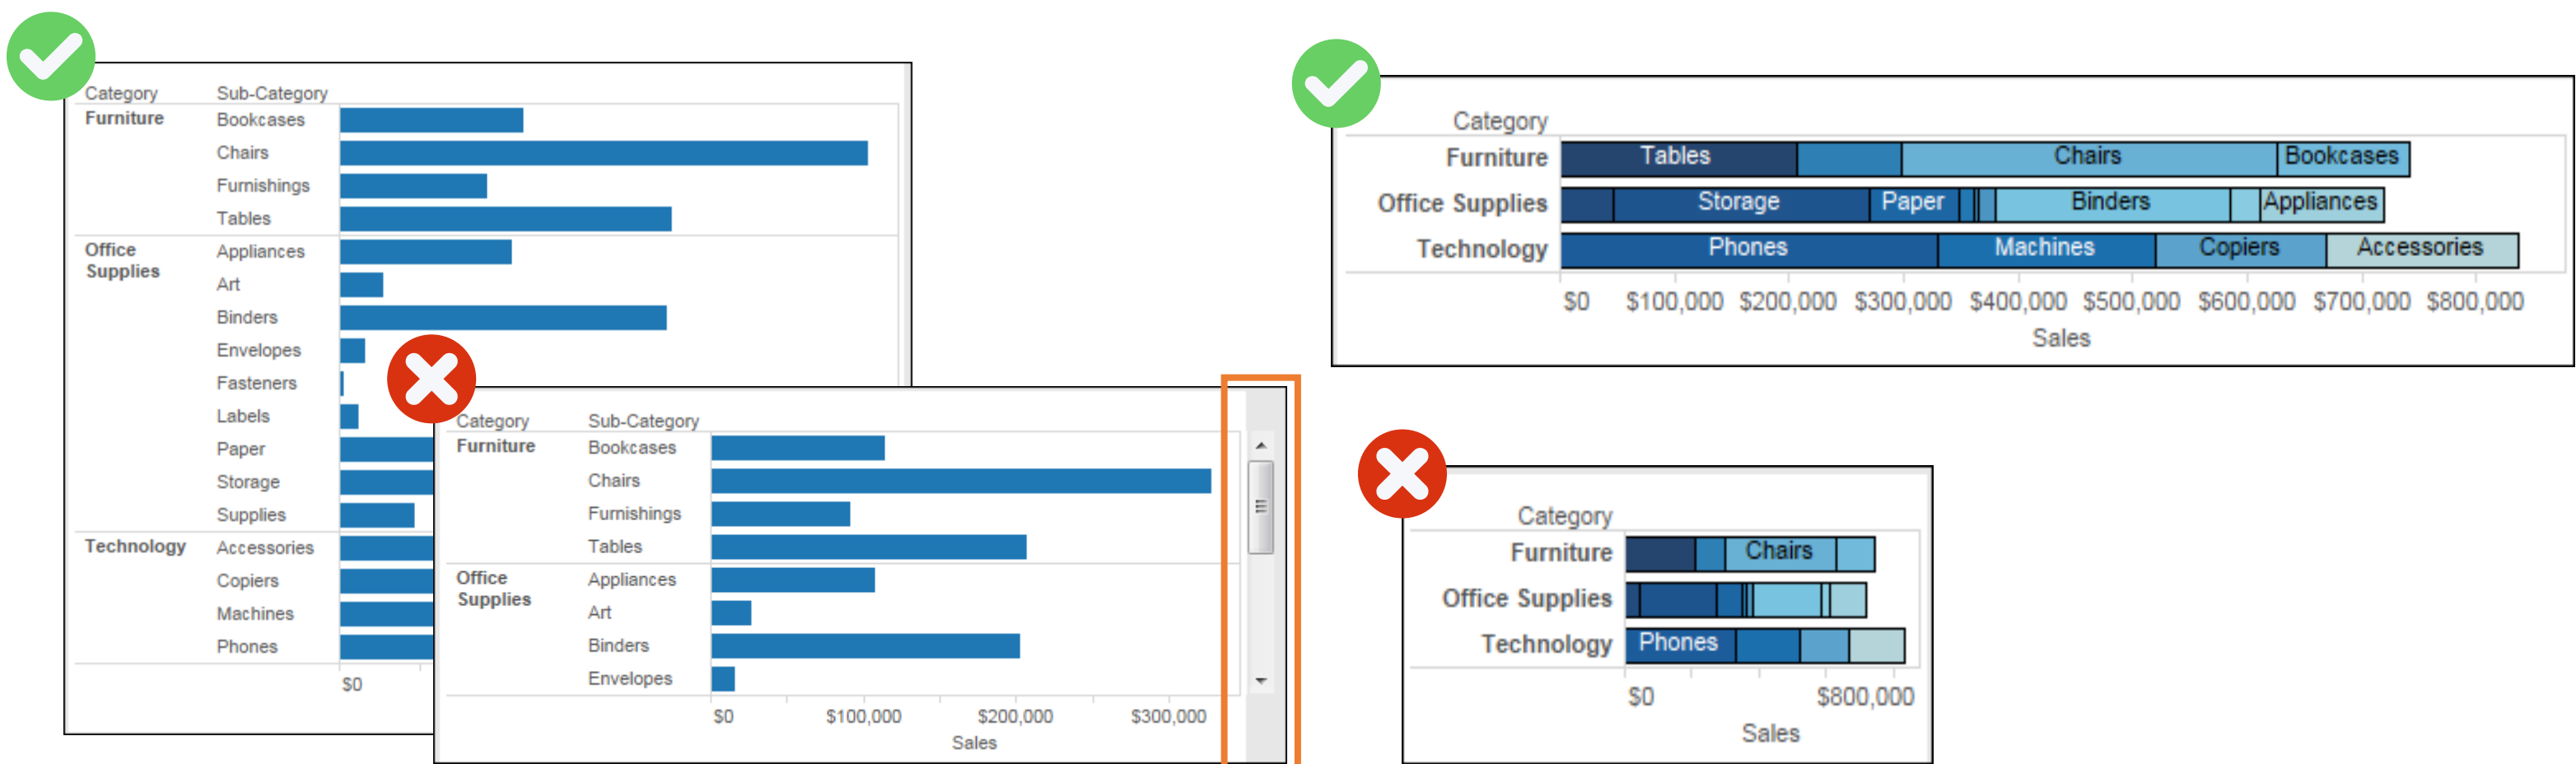 Category Sub-Category
Furniture Bookcases
Chairs
Furnishings
Tables
Office Supplies Appliances
Art
Binders
Envelopes
Fasteners
Labels
Paper
Storage
Supplies
Technology Accessories
Copiers
Machines
Phones
$0
Category Sub-Category
Furniture Bookcases
Chairs
Furnishings
Tables
Office Supplies Appliances
Art
Binders
Envelopes
$0 $100,000 $200,000 $300,000
Sales
Category
Furniture Tables Chairs Bookcases
Office Supplies Storage Paper Binders Appliances
Technology Phones Machines Copiers Accessories
$0 $100,000 $200,000 $300,000 $400,000 $500,000 $600,000 $700,000 $800,000
Sales
Category
Furniture Chairs
Office Supplies
Technology Phones
$0 $800,000
Sales